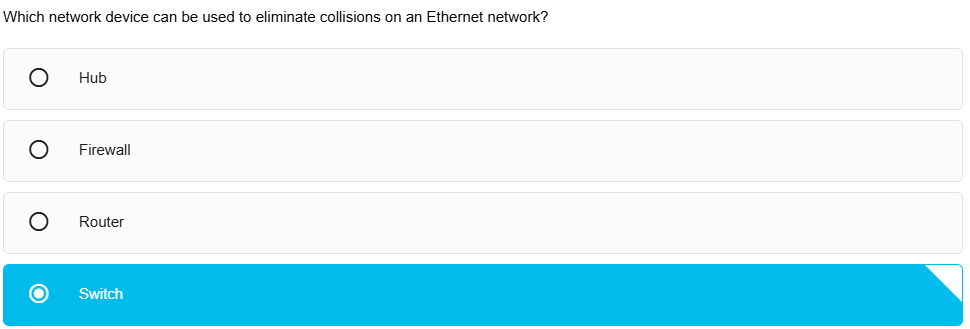 Which network device can be used to eliminate collisions on an Ethernet network?
Hub
Firewall
Router
Switch